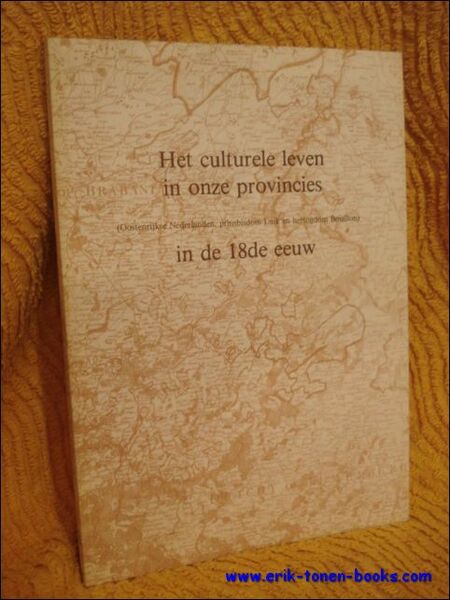 Het culturele leven
in onze provincies
(Oostenrijkse Nederlanden, prinsbisdom Luik en hertogdom Bouillon)
in de 18de eeuw
BRABANT
www.erik-tonen-books.com